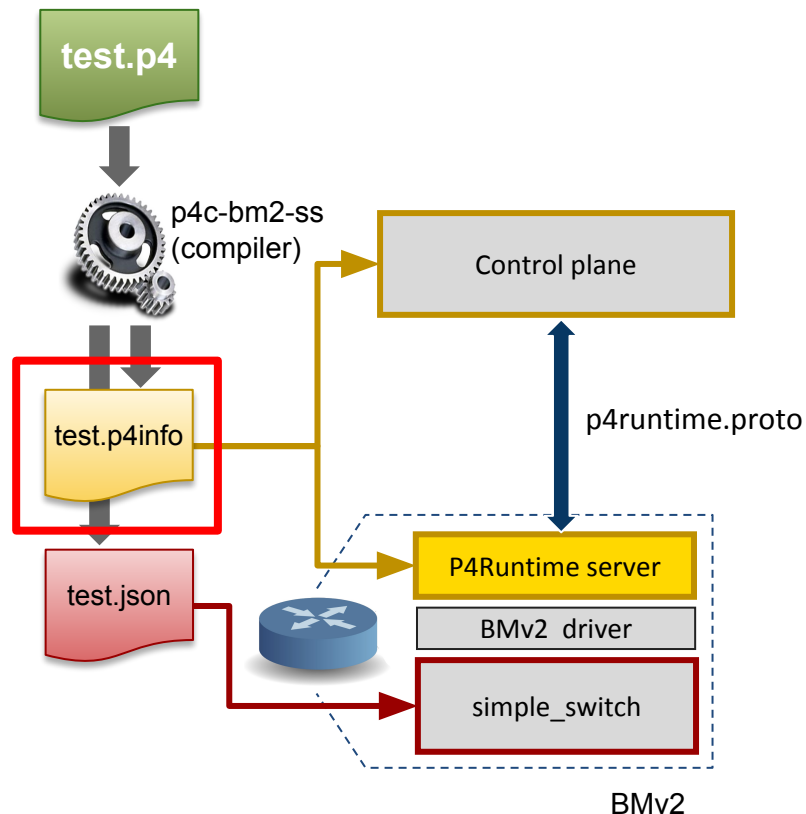 test.p4
p4c-bm2-ss
(compiler)
Control plane
test.p4info
p4runtime.proto
P4Runtime server
test.json
BMv2 driver
simple_switch
BMv2